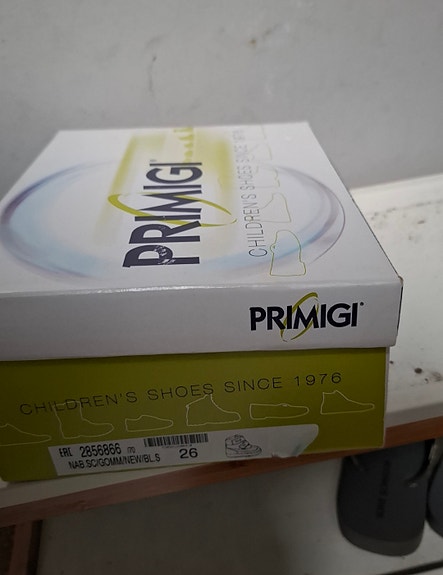 PRIMIGI®
CHILDREN'S SHOES SINCE 1976
PRIMIGI®
CHILDREN'S SHOES SINCE 1976
2856866
26
NAB.SC/GOMM/NEW/BL.S